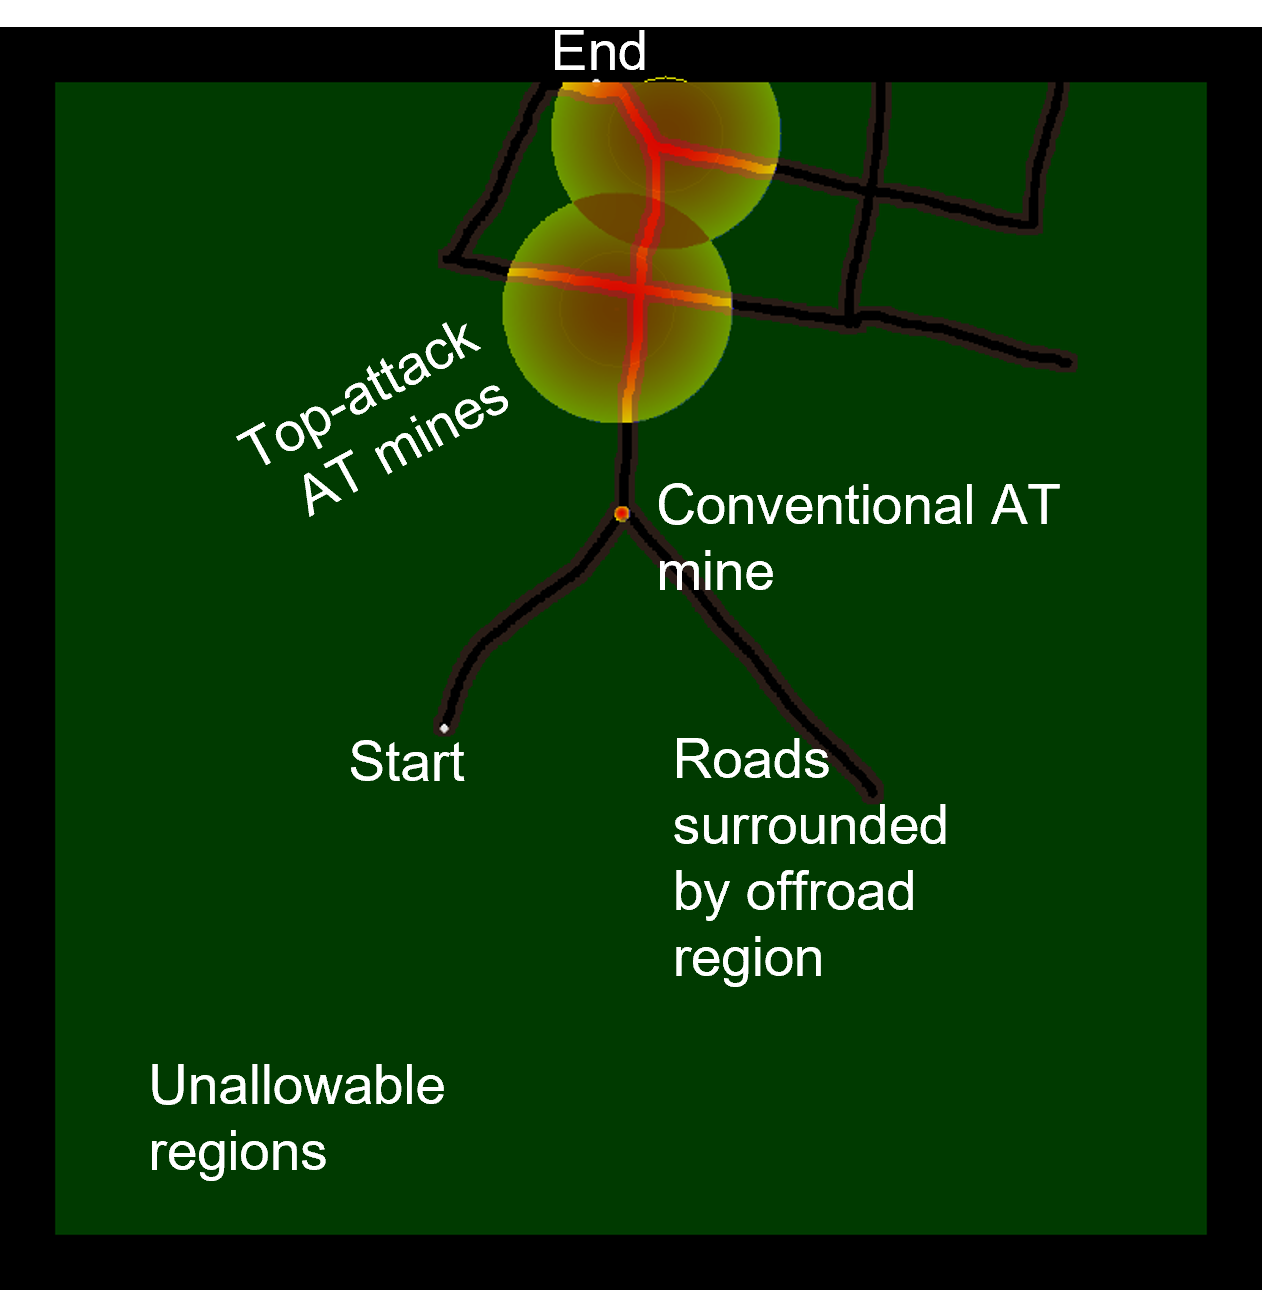 End
Top-attack
AT mines
Conventional AT
mine
Start
Roads
surrounded
by offroad
region
Unallowable
regions